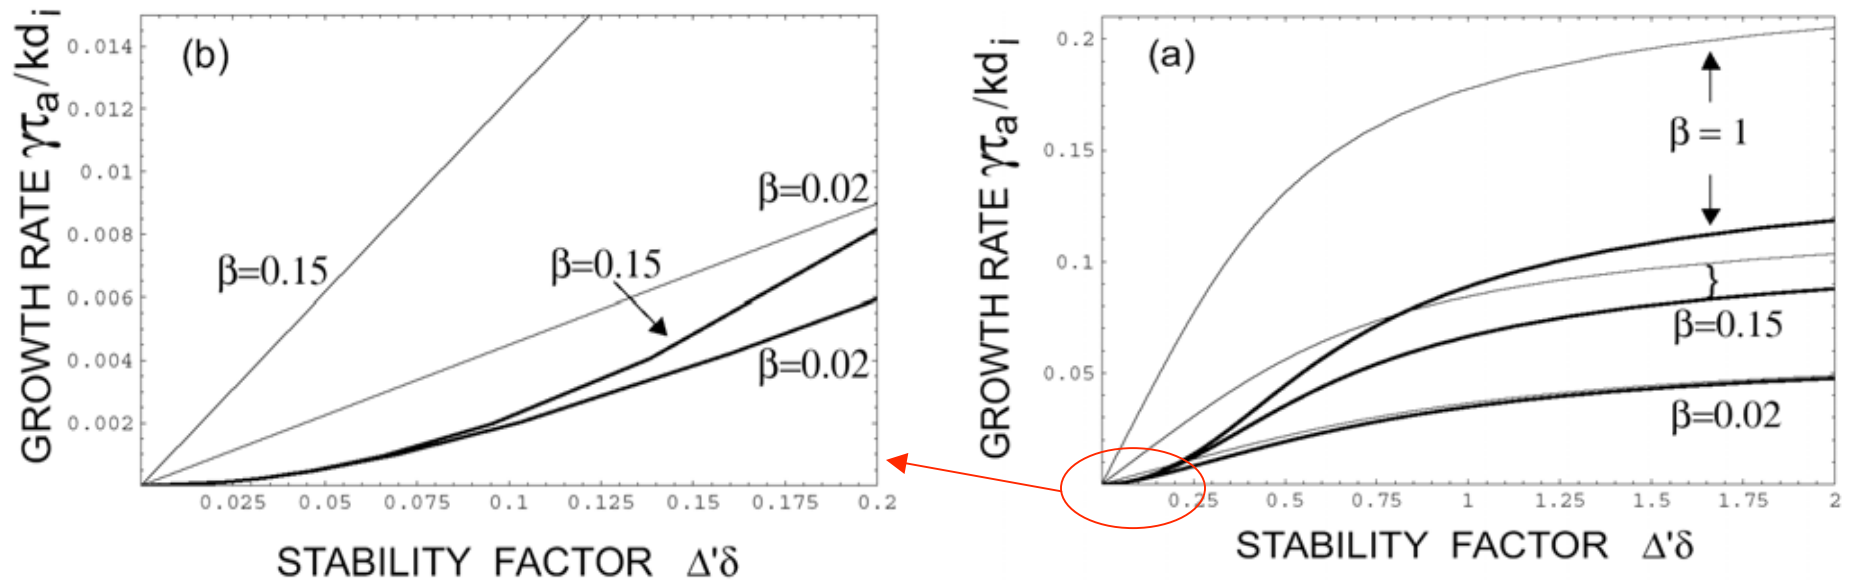 (b)
GROWTH RATE γτa/kdi
0.014
0.012
0.01
0.008
0.006
0.004
0.002
β=0.15
β=0.15
β=0.02
β=0.02
0.025 0.05 0.075 0.1 0.125 0.15 0.175 0.2
STABILITY FACTOR Δ'δ
(a)
GROWTH RATE γτa/kdi
0.2
0.15
0.1
0.05
β = 1
}
β=0.15
β=0.02
0.25 0.5 0.75 1 1.25 1.5 1.75 2
STABILITY FACTOR Δ'δ